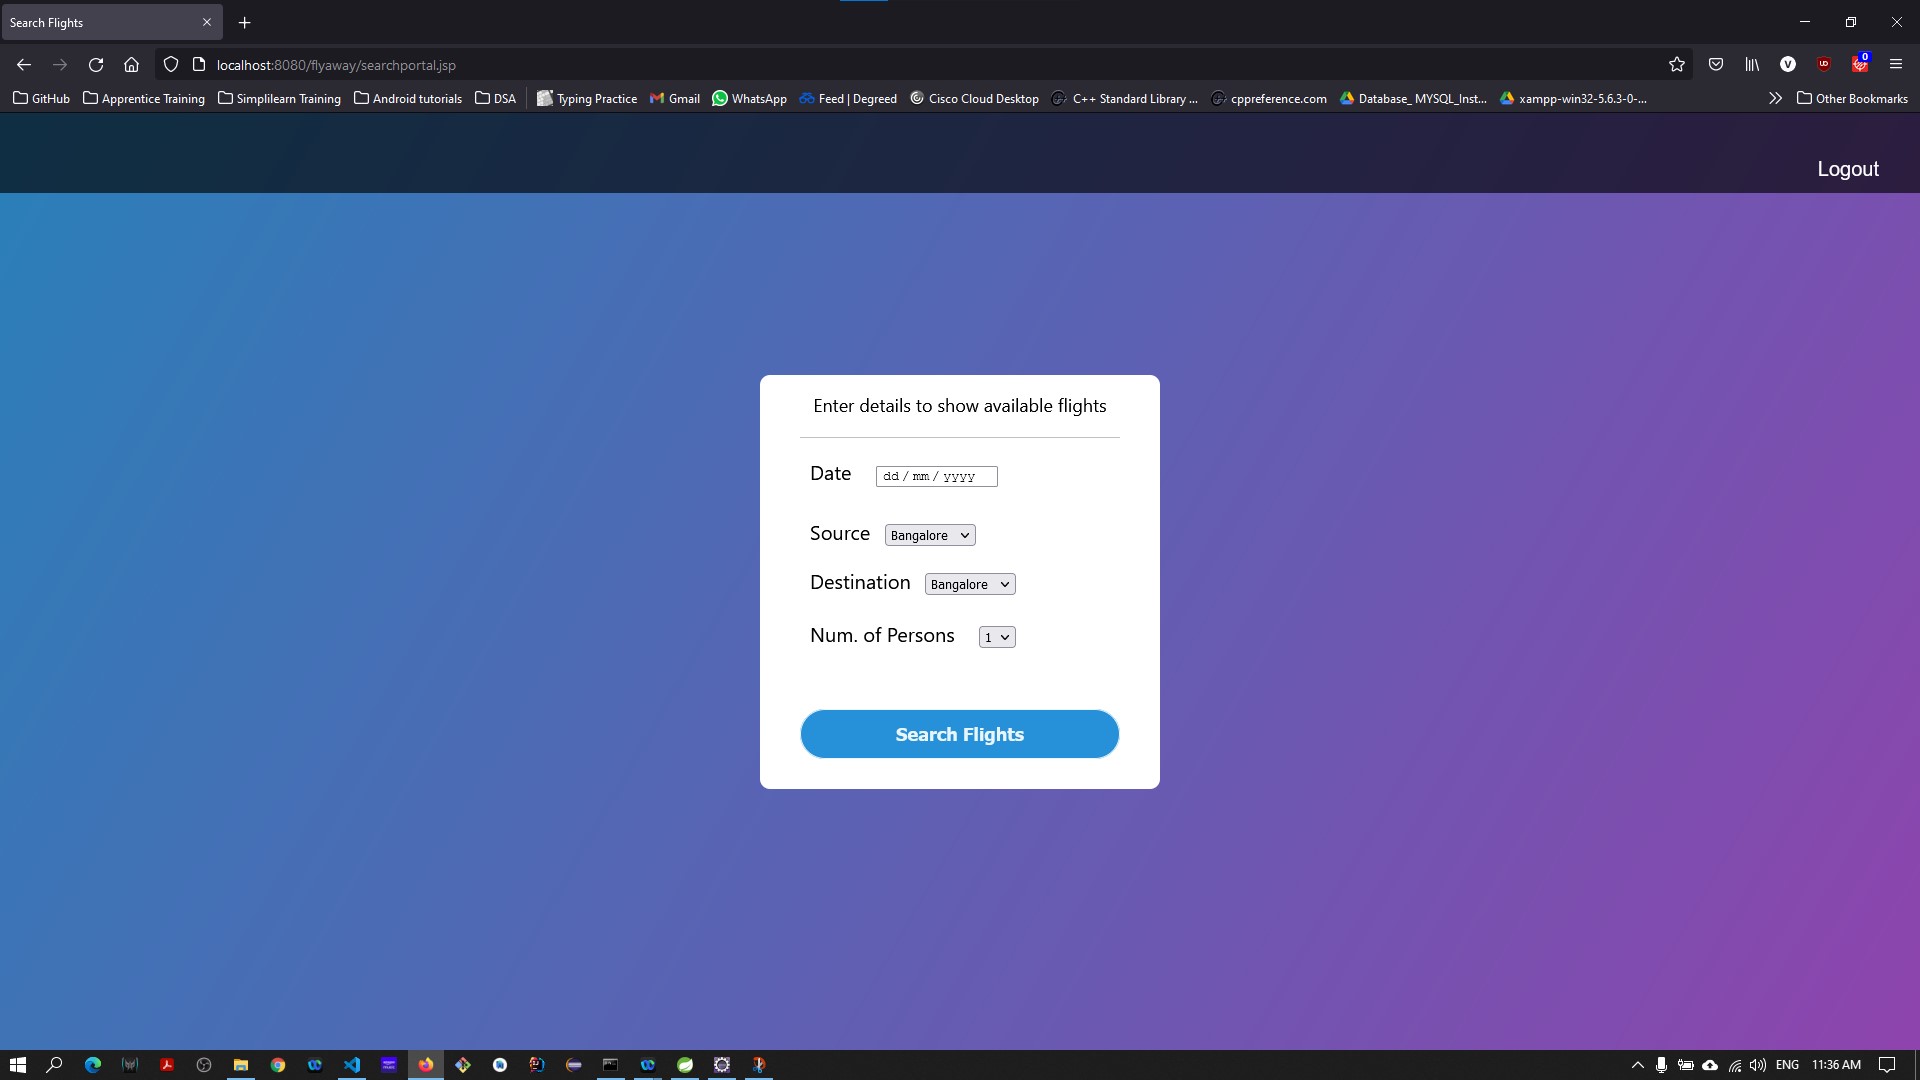 Search Flights
localhost:8080/flyaway/searchportal.jsp
0
GitHub Apprentice Training Simplilearn Training Android tutorials DSA Typing Practice Gmail WhatsApp Feed | Degreed Cisco Cloud Desktop C++ Standard Library ... cppreference.com Database_ MYSQL_Inst... xampp-win32-5.6.3-0-... Other Bookmarks
Logout
Enter details to show available flights
Date dd / mm / yyyy
Source Bangalore
Destination Bangalore
Num. of Persons 1
Search Flights
ENG 11:36 AM